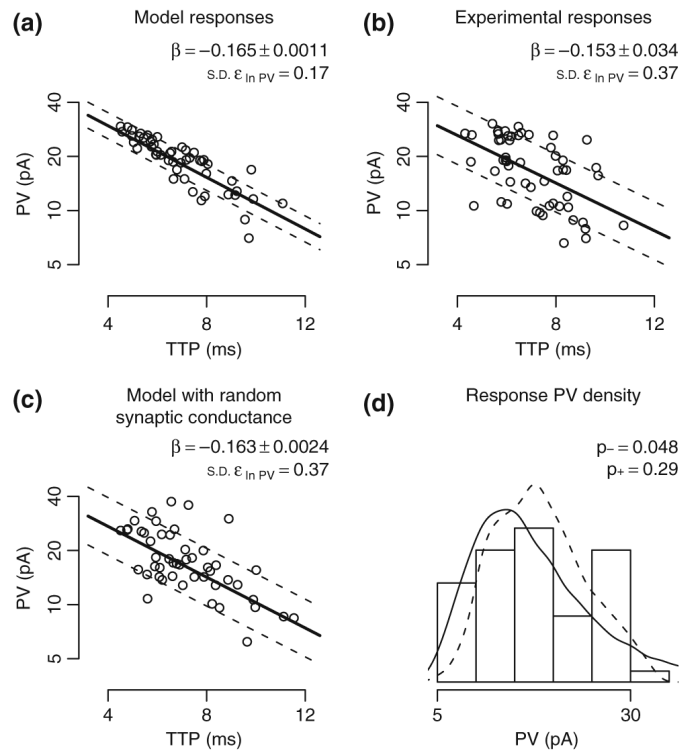 (a)
Model responses
β = −0.165 ± 0.0011
S.D. ε ln PV = 0.17
40
20
10
5
PV (pA)
4 8 12
TTP (ms)
(b)
Experimental responses
β = −0.153 ± 0.034
S.D. ε ln PV = 0.37
40
20
10
5
PV (pA)
4 8 12
TTP (ms)
(c)
Model with random
synaptic conductance
β = −0.163 ± 0.0024
S.D. ε ln PV = 0.37
40
20
10
5
PV (pA)
4 8 12
TTP (ms)
(d)
Response PV density
p− = 0.048
p+ = 0.29
5 30
PV (pA)